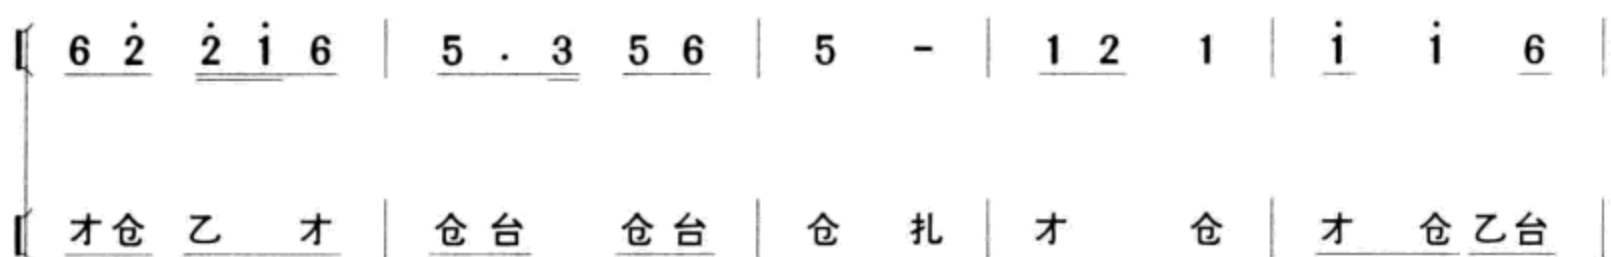 6 2̇ 2̇ 1̇ 6 | 5 . 3 5 6 | 5 - | 1 2 1 | 1̇ 1̇ 6 |
才仓 乙 才 | 仓台 仓台 | 仓 扎 | 才 仓 | 才 仓乙台 |